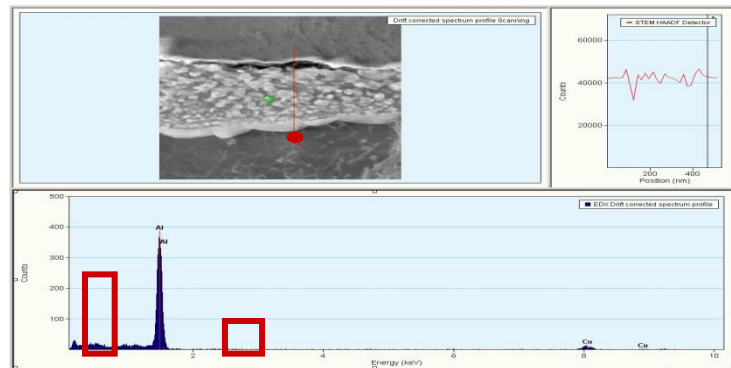 Drift corrected spectrum profile Scanning
STEM HAADF Detector
60000
40000
20000
Counts
200
400
Position (nm)
EDX Drift corrected spectrum profile
500
400
300
200
100
Counts
Al
Al
Cu
Cu
2
4
6
8
10
Energy (keV)